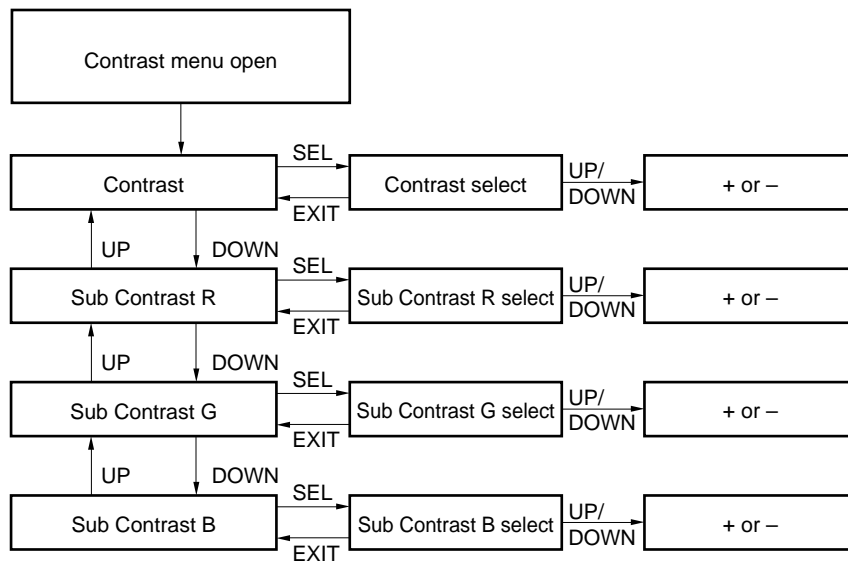 Contrast menu open
Contrast
SEL
EXIT
Contrast select
UP/
DOWN
+ or –
UP
DOWN
Sub Contrast R
SEL
EXIT
Sub Contrast R select
UP/
DOWN
+ or –
UP
DOWN
Sub Contrast G
SEL
EXIT
Sub Contrast G select
UP/
DOWN
+ or –
UP
DOWN
Sub Contrast B
SEL
EXIT
Sub Contrast B select
UP/
DOWN
+ or –